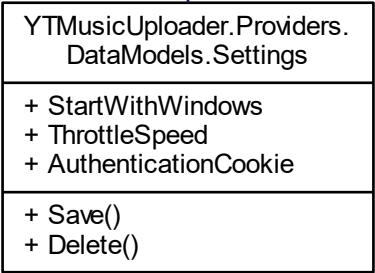 YTMusicUploader.Providers.
DataModels.Settings
+ StartWithWindows
+ ThrottleSpeed
+ AuthenticationCookie
+ Save()
+ Delete()